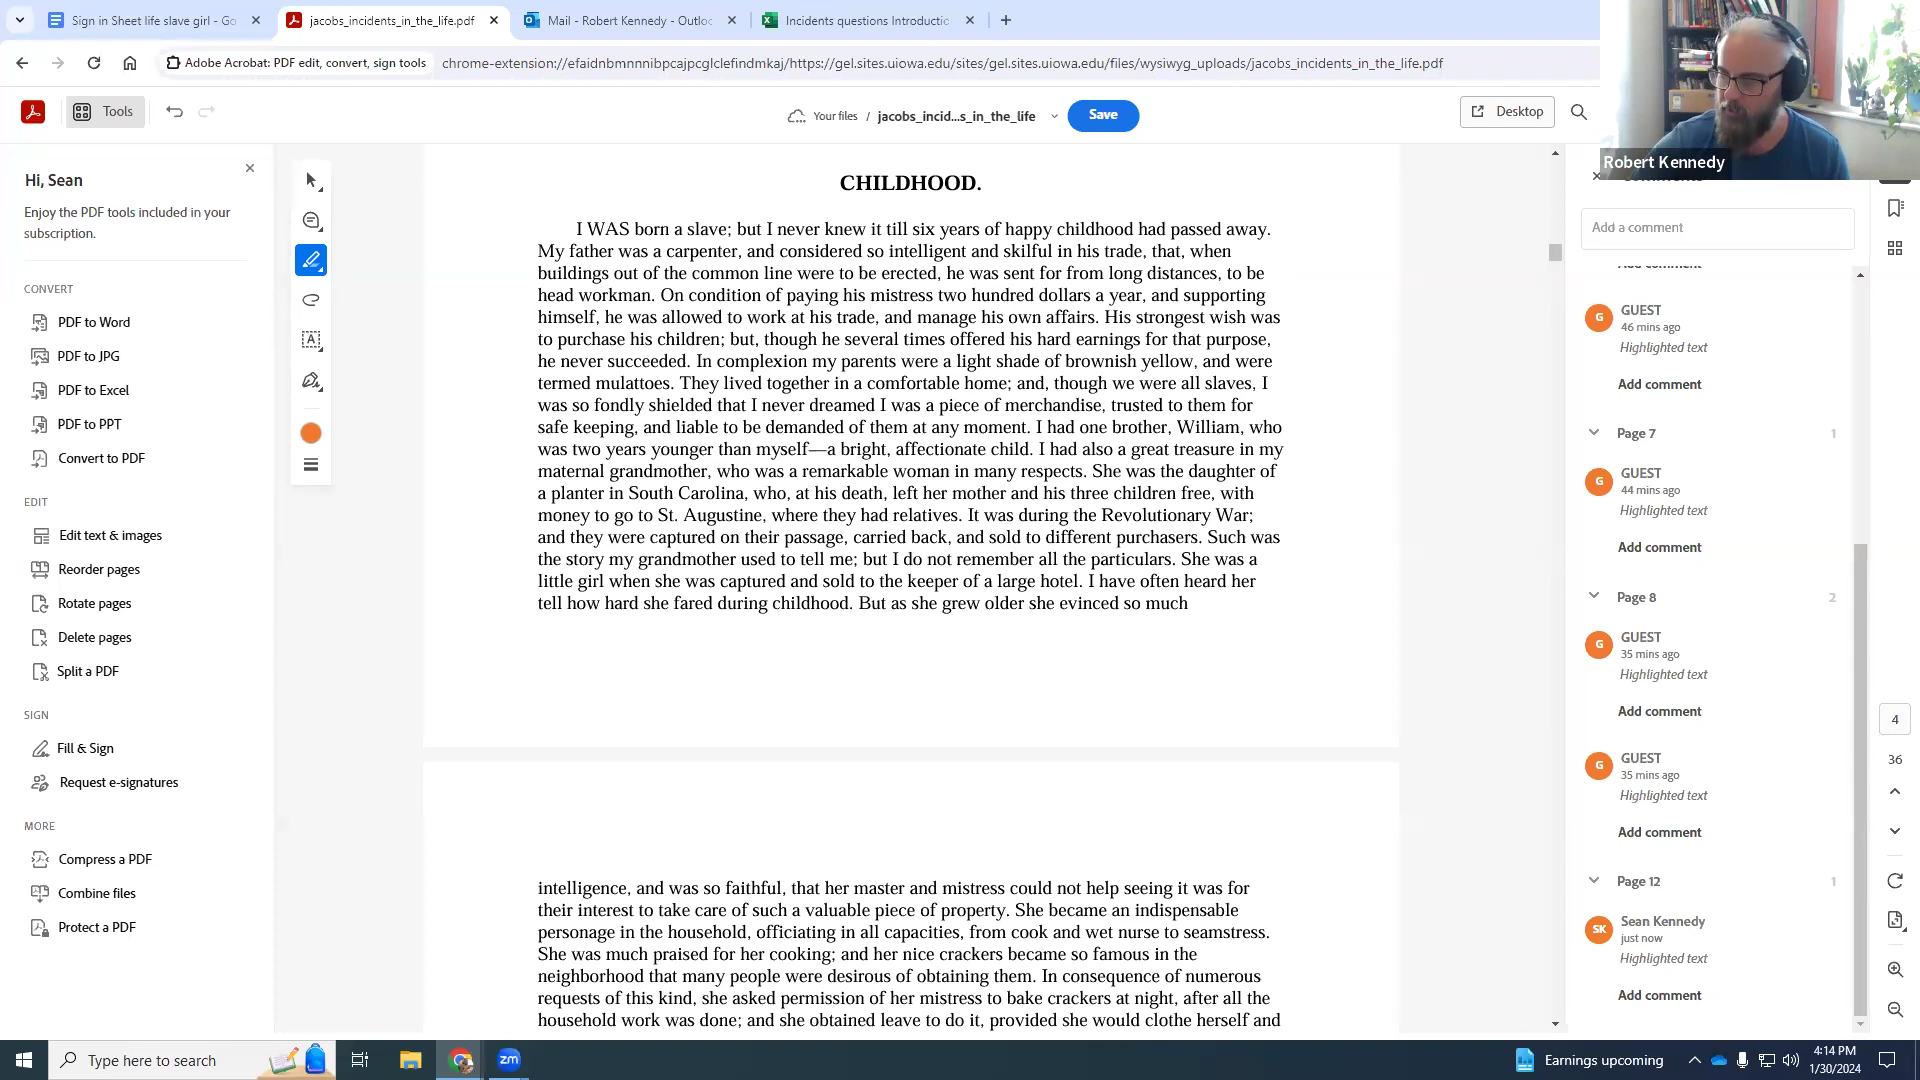 Sign in Sheet life slave girl - Go
jacobs_incidents_in_the_life.pdf
Mail - Robert Kennedy - Outloo
Incidents questions Introductio
Adobe Acrobat: PDF edit, convert, sign tools
chrome-extension://efaidnbmnnnibpcajpcglclefindmkaj/https://gel.sites.uiowa.edu/sites/gel.sites.uiowa.edu/files/wysiwyg_uploads/jacobs_incidents_in_the_life.pdf
Tools
Your files / jacobs_incid...s_in_the_life
Save
Desktop
Robert Kennedy
Hi, Sean
Enjoy the PDF tools included in your
subscription.
CONVERT
PDF to Word
PDF to JPG
PDF to Excel
PDF to PPT
Convert to PDF
EDIT
Edit text & images
Reorder pages
Rotate pages
Delete pages
Split a PDF
SIGN
Fill & Sign
Request e-signatures
MORE
Compress a PDF
Combine files
Protect a PDF
CHILDHOOD.
I WAS born a slave; but I never knew it till six years of happy childhood had passed away.
My father was a carpenter, and considered so intelligent and skilful in his trade, that, when
buildings out of the common line were to be erected, he was sent for from long distances, to be
head workman. On condition of paying his mistress two hundred dollars a year, and supporting
himself, he was allowed to work at his trade, and manage his own affairs. His strongest wish was
to purchase his children; but, though he several times offered his hard earnings for that purpose,
he never succeeded. In complexion my parents were a light shade of brownish yellow, and were
termed mulattoes. They lived together in a comfortable home; and, though we were all slaves, I
was so fondly shielded that I never dreamed I was a piece of merchandise, trusted to them for
safe keeping, and liable to be demanded of them at any moment. I had one brother, William, who
was two years younger than myself—a bright, affectionate child. I had also a great treasure in my
maternal grandmother, who was a remarkable woman in many respects. She was the daughter of
a planter in South Carolina, who, at his death, left her mother and his three children free, with
money to go to St. Augustine, where they had relatives. It was during the Revolutionary War;
and they were captured on their passage, carried back, and sold to different purchasers. Such was
the story my grandmother used to tell me; but I do not remember all the particulars. She was a
little girl when she was captured and sold to the keeper of a large hotel. I have often heard her
tell how hard she fared during childhood. But as she grew older she evinced so much
intelligence, and was so faithful, that her master and mistress could not help seeing it was for
their interest to take care of such a valuable piece of property. She became an indispensable
personage in the household, officiating in all capacities, from cook and wet nurse to seamstress.
She was much praised for her cooking; and her nice crackers became so famous in the
neighborhood that many people were desirous of obtaining them. In consequence of numerous
requests of this kind, she asked permission of her mistress to bake crackers at night, after all the
household work was done; and she obtained leave to do it, provided she would clothe herself and
Add a comment
Add comment
G
GUEST
46 mins ago
Highlighted text
Add comment
Page 7
1
G
GUEST
44 mins ago
Highlighted text
Add comment
Page 8
2
G
GUEST
35 mins ago
Highlighted text
Add comment
G
GUEST
35 mins ago
Highlighted text
Add comment
Page 12
1
SK
Sean Kennedy
just now
Highlighted text
Add comment
4
36
Type here to search
zm
Earnings upcoming
4:14 PM
1/30/2024